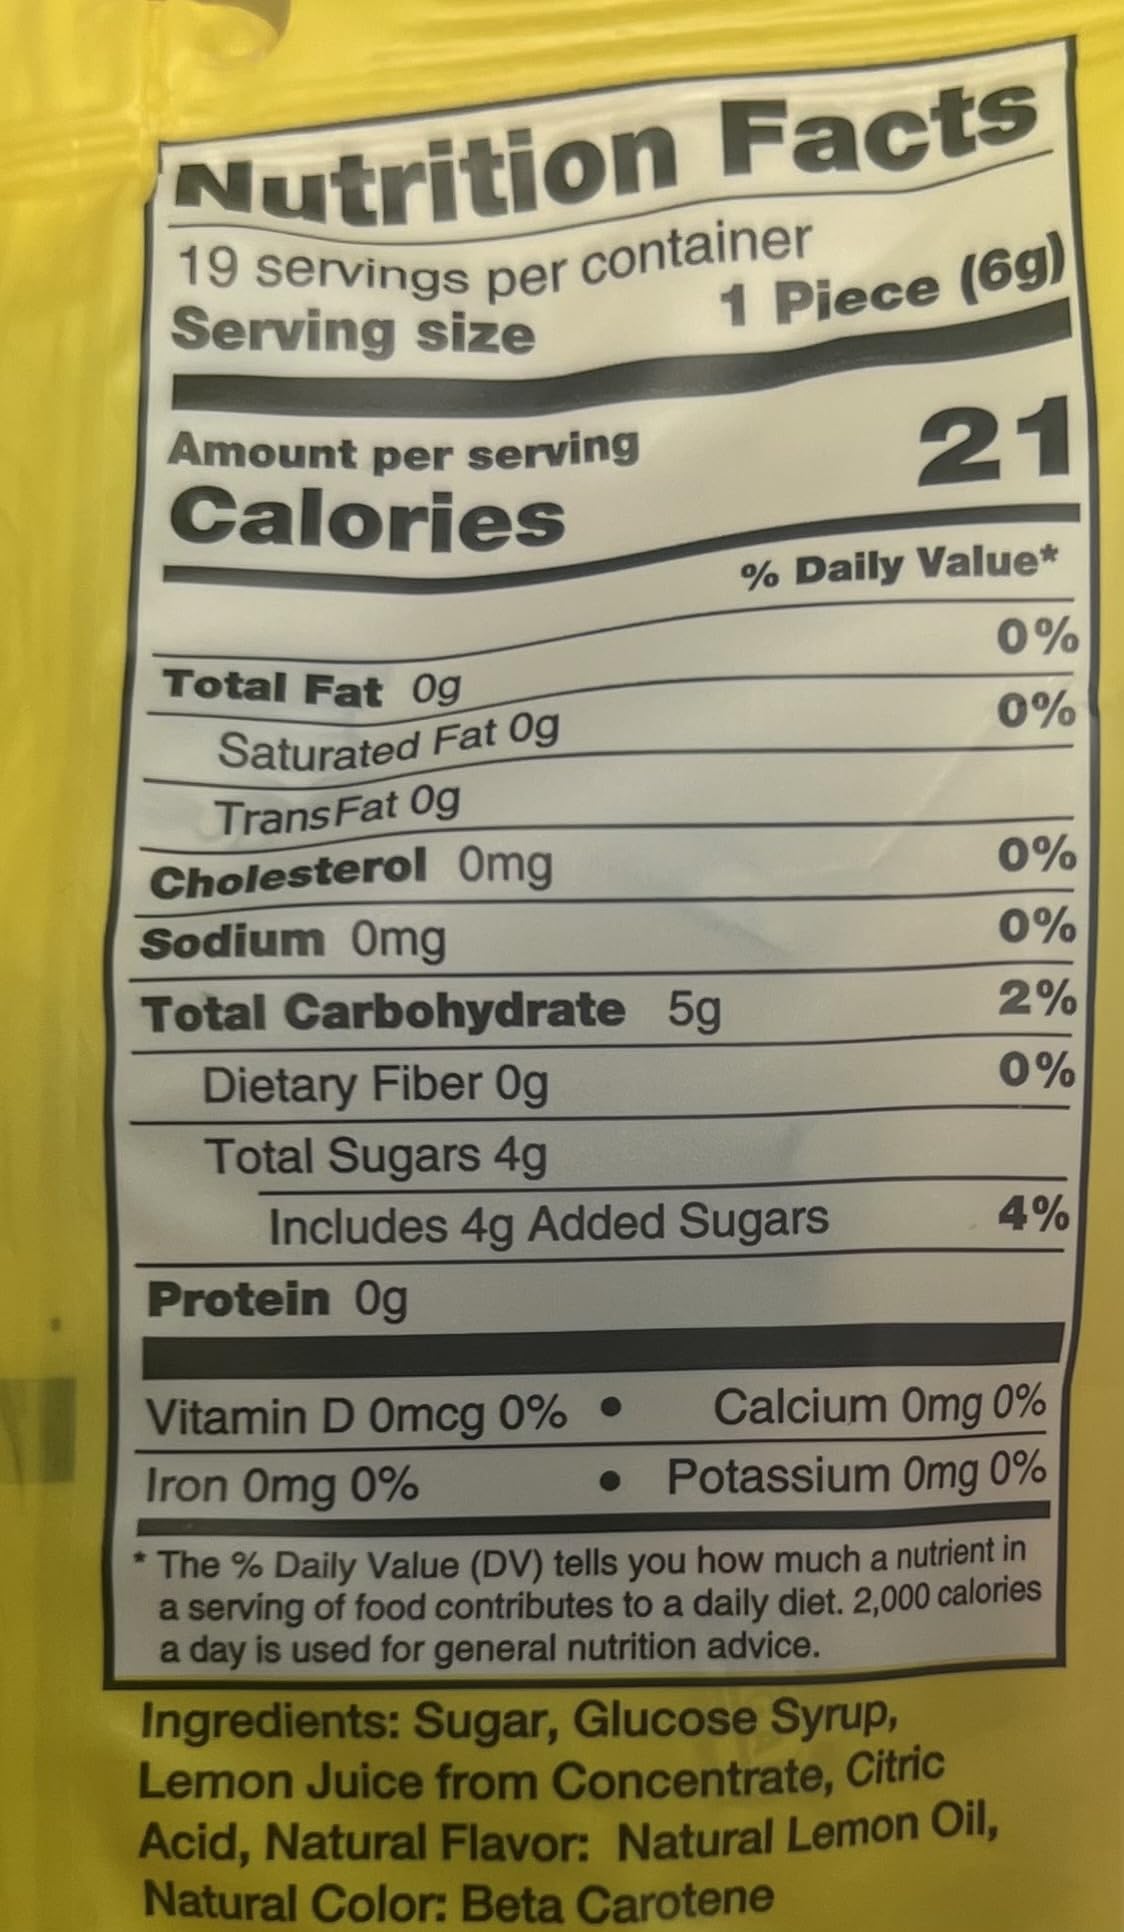 Nutrition Facts
19 servings per container
Serving size 1 Piece (6g)
Amount per serving
Calories 21
% Daily Value*
Total Fat 0g 0%
Saturated Fat 0g 0%
Trans Fat 0g
Cholesterol 0mg 0%
Sodium 0mg 0%
Total Carbohydrate 5g 2%
Dietary Fiber 0g 0%
Total Sugars 4g
Includes 4g Added Sugars 4%
Protein 0g
Vitamin D 0mcg 0% • Calcium 0mg 0%
Iron 0mg 0% • Potassium 0mg 0%
* The % Daily Value (DV) tells you how much a nutrient in
a serving of food contributes to a daily diet. 2,000 calories
a day is used for general nutrition advice.
Ingredients: Sugar, Glucose Syrup,
Lemon Juice from Concentrate, Citric
Acid, Natural Flavor: Natural Lemon Oil,
Natural Color: Beta Carotene